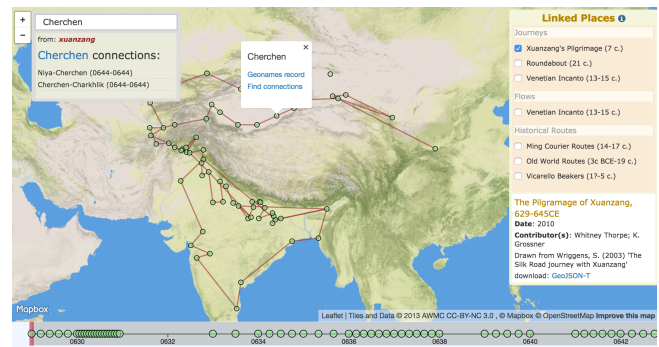 +
−
Cherchen
from: xuanzang
Cherchen connections:
Niya-Cherchen (0644-0644)
Cherchen-Charkhlik (0644-0644)
×
Cherchen
Geonames record
Find connections
Linked Places
Journeys
Xuanzang's Pilgrimage (7 c.)
Roundabout (21 c.)
Venetian Incanto (13-15 c.)
Flows
Venetian Incanto (13-15 c.)
Historical Routes
Ming Courier Routes (14-17 c.)
Old World Routes (3c BCE-19 c.)
Vicarello Beakers (1?-5 c.)
The Pilgramage of Xuanzang,
629-645CE
Date: 2010
Contributor(s): Whitney Thorpe; K.
Grossner
Drawn from Wriggens, S. (2003) 'The
Silk Road journey with Xuanzang'
download: GeoJSON-T
Mapbox
Leaflet | Tiles and Data © 2013 AWMC CC-BY-NC 3.0 , © Mapbox © OpenStreetMap Improve this map
0630 0632 0634 0636 0638 0640 0642